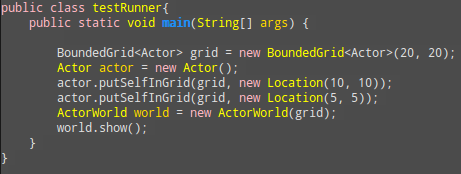 public class testRunner{
    public static void main(String[] args) {
        BoundedGrid<Actor> grid = new BoundedGrid<Actor>(20, 20);
        Actor actor = new Actor();
        actor.putSelfInGrid(grid, new Location(10, 10));
        actor.putSelfInGrid(grid, new Location(5, 5));
        ActorWorld world = new ActorWorld(grid);
        world.show();
    }
}